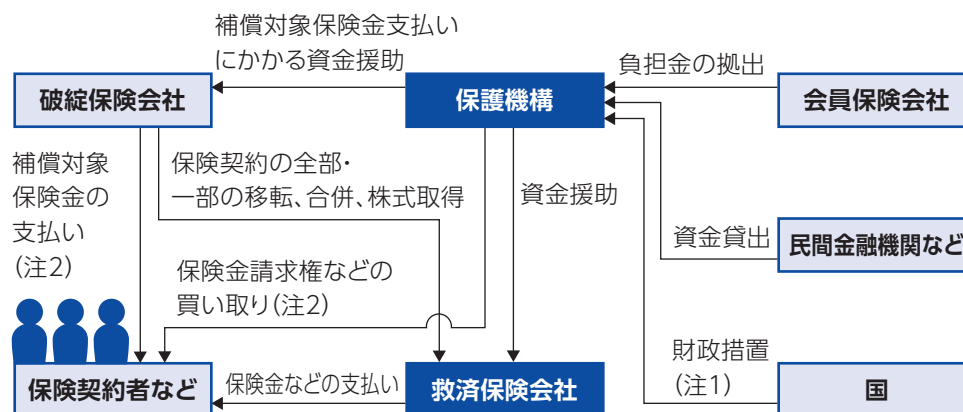 補償対象保険金支払い
にかかる資金援助
負担金の拠出
破綻保険会社
保護機構
会員保険会社
補償対象
保険金の
支払い
(注2)
保険契約の全部・
一部の移転、合併、株式取得
資金援助
資金貸出
民間金融機関など
保険金請求権などの
買い取り(注2)
財政措置
(注1)
保険契約者など
保険金などの支払い
救済保険会社
国